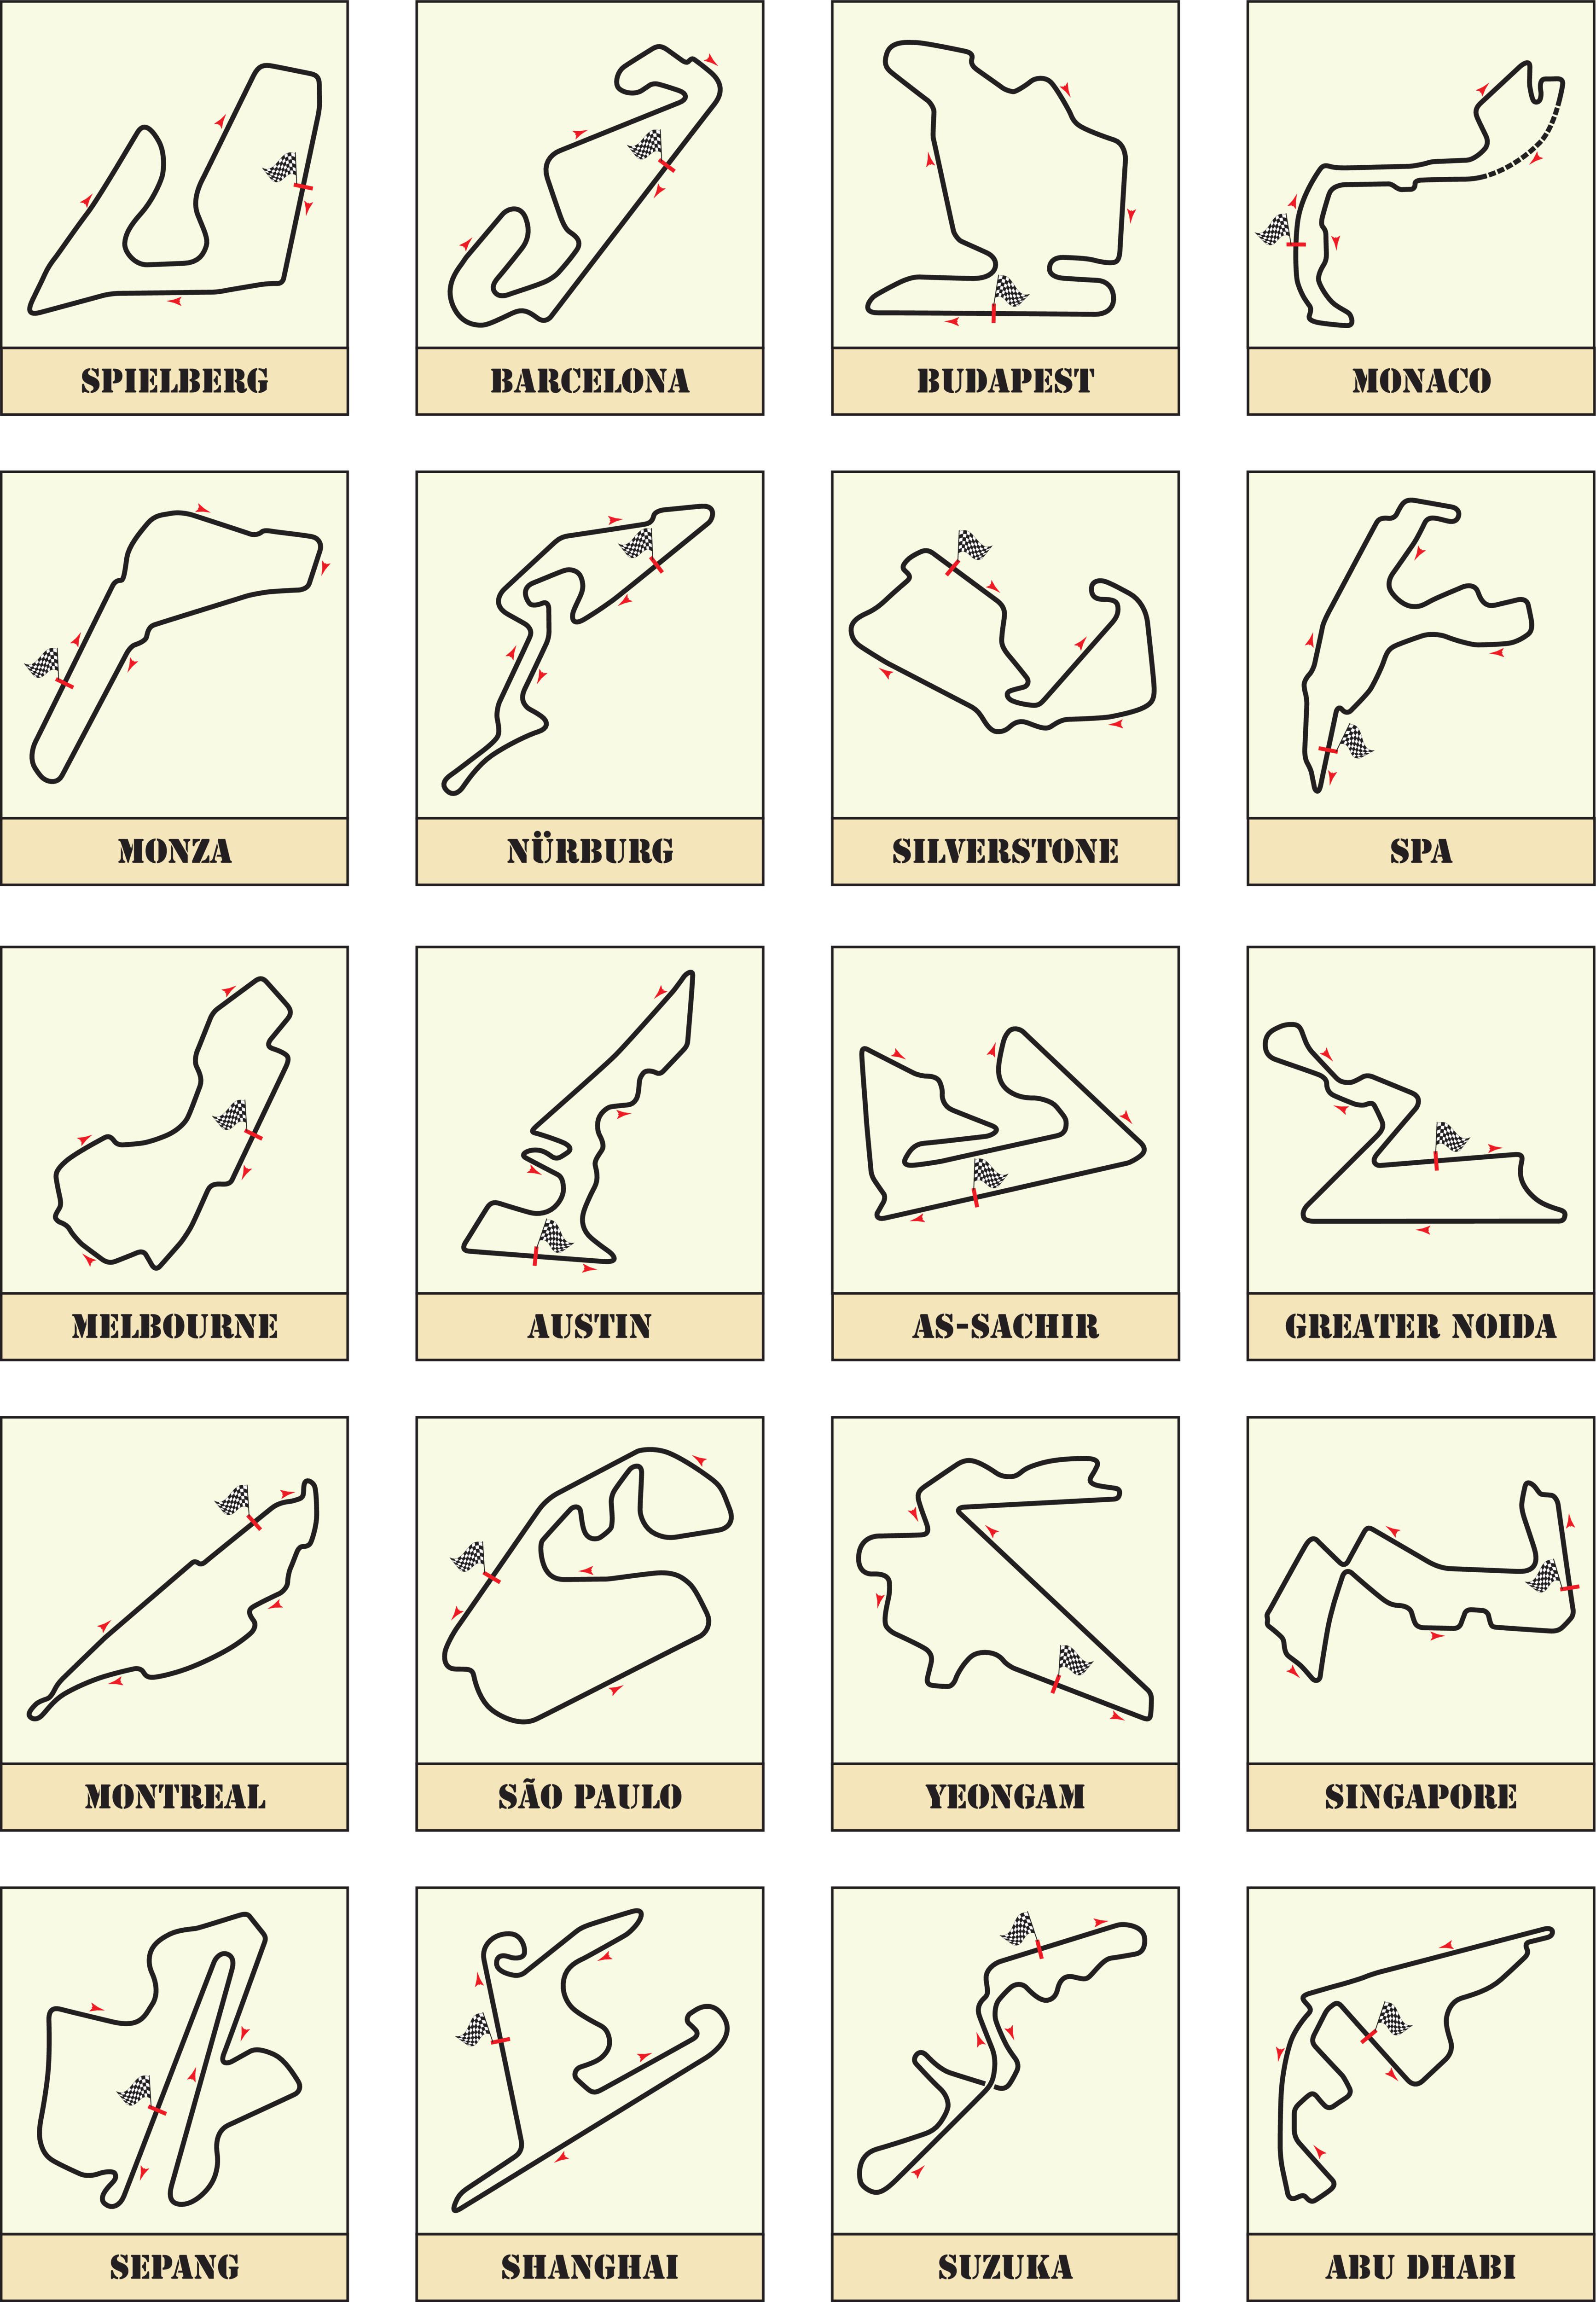 SPIELBERG
BARCELONA
BUDAPEST
MONACO
MONZA
NÜRBURG
SILVERSTONE
SPA
MELBOURNE
AUSTIN
AS-SACHIR
GREATER NOIDA
MONTREAL
SÃO PAULO
YEONGAM
SINGAPORE
SEPANG
SHANGHAI
SUZUKA
ABU DHABI